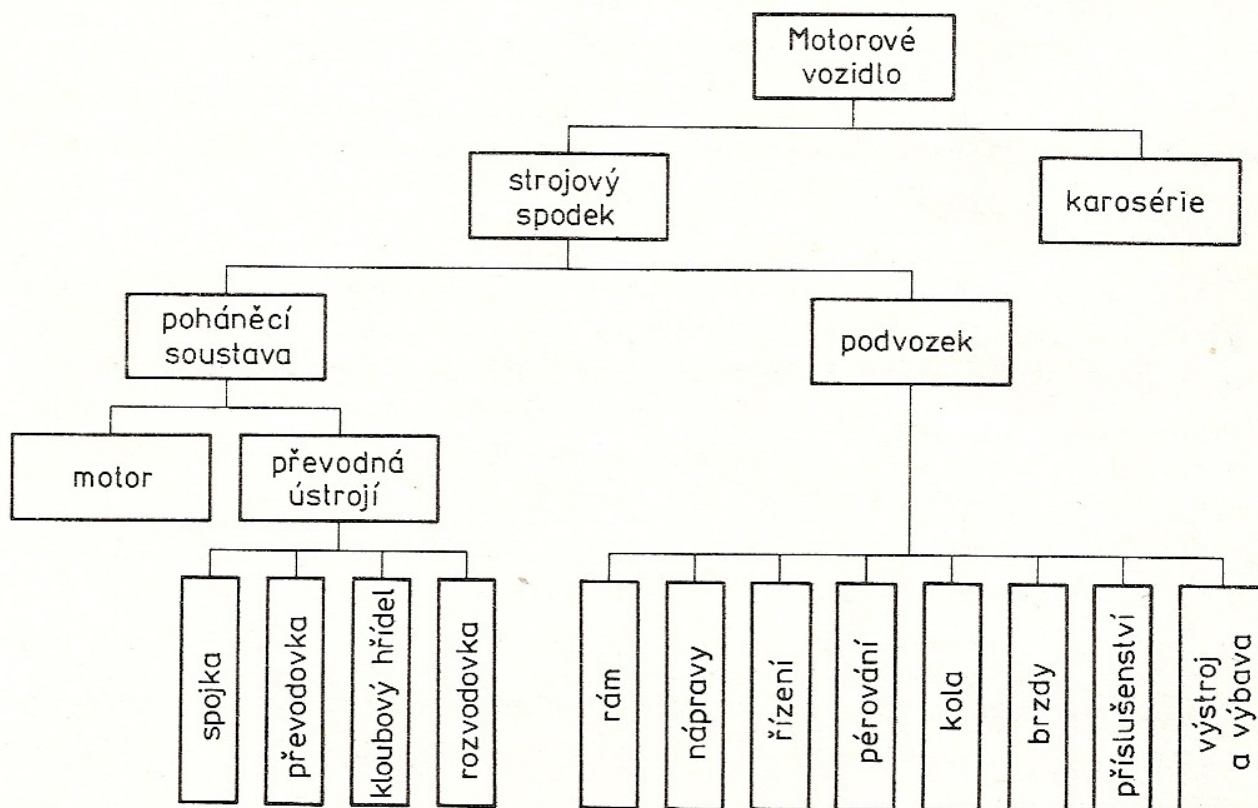 Motorové
vozidlo
strojový
spodek
karosérie
poháněcí
soustava
podvozek
motor
převodná
ústrojí
spojka
převodovka
kloubový hřídel
rozvodovka
rám
nápravy
řízení
pérování
kola
brzdy
příslušenství
výstroj
a výbava